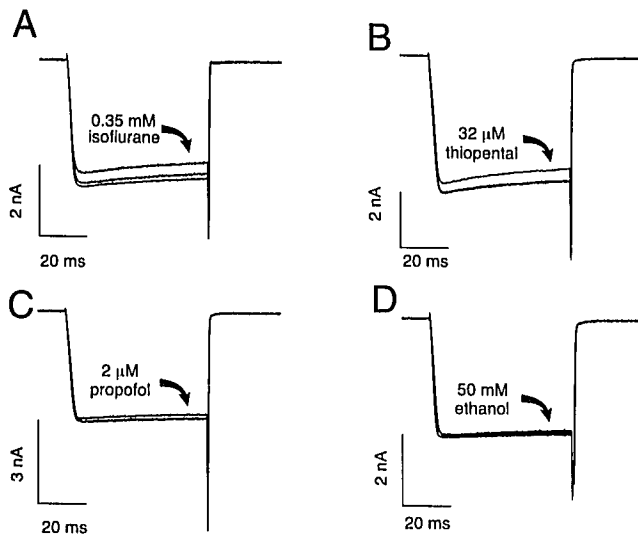 A
0.35 mM
isoflurane
2 nA
20 ms
B
32 μM
thiopental
2 nA
20 ms
C
2 μM
propofol
3 nA
20 ms
D
50 mM
ethanol
2 nA
20 ms